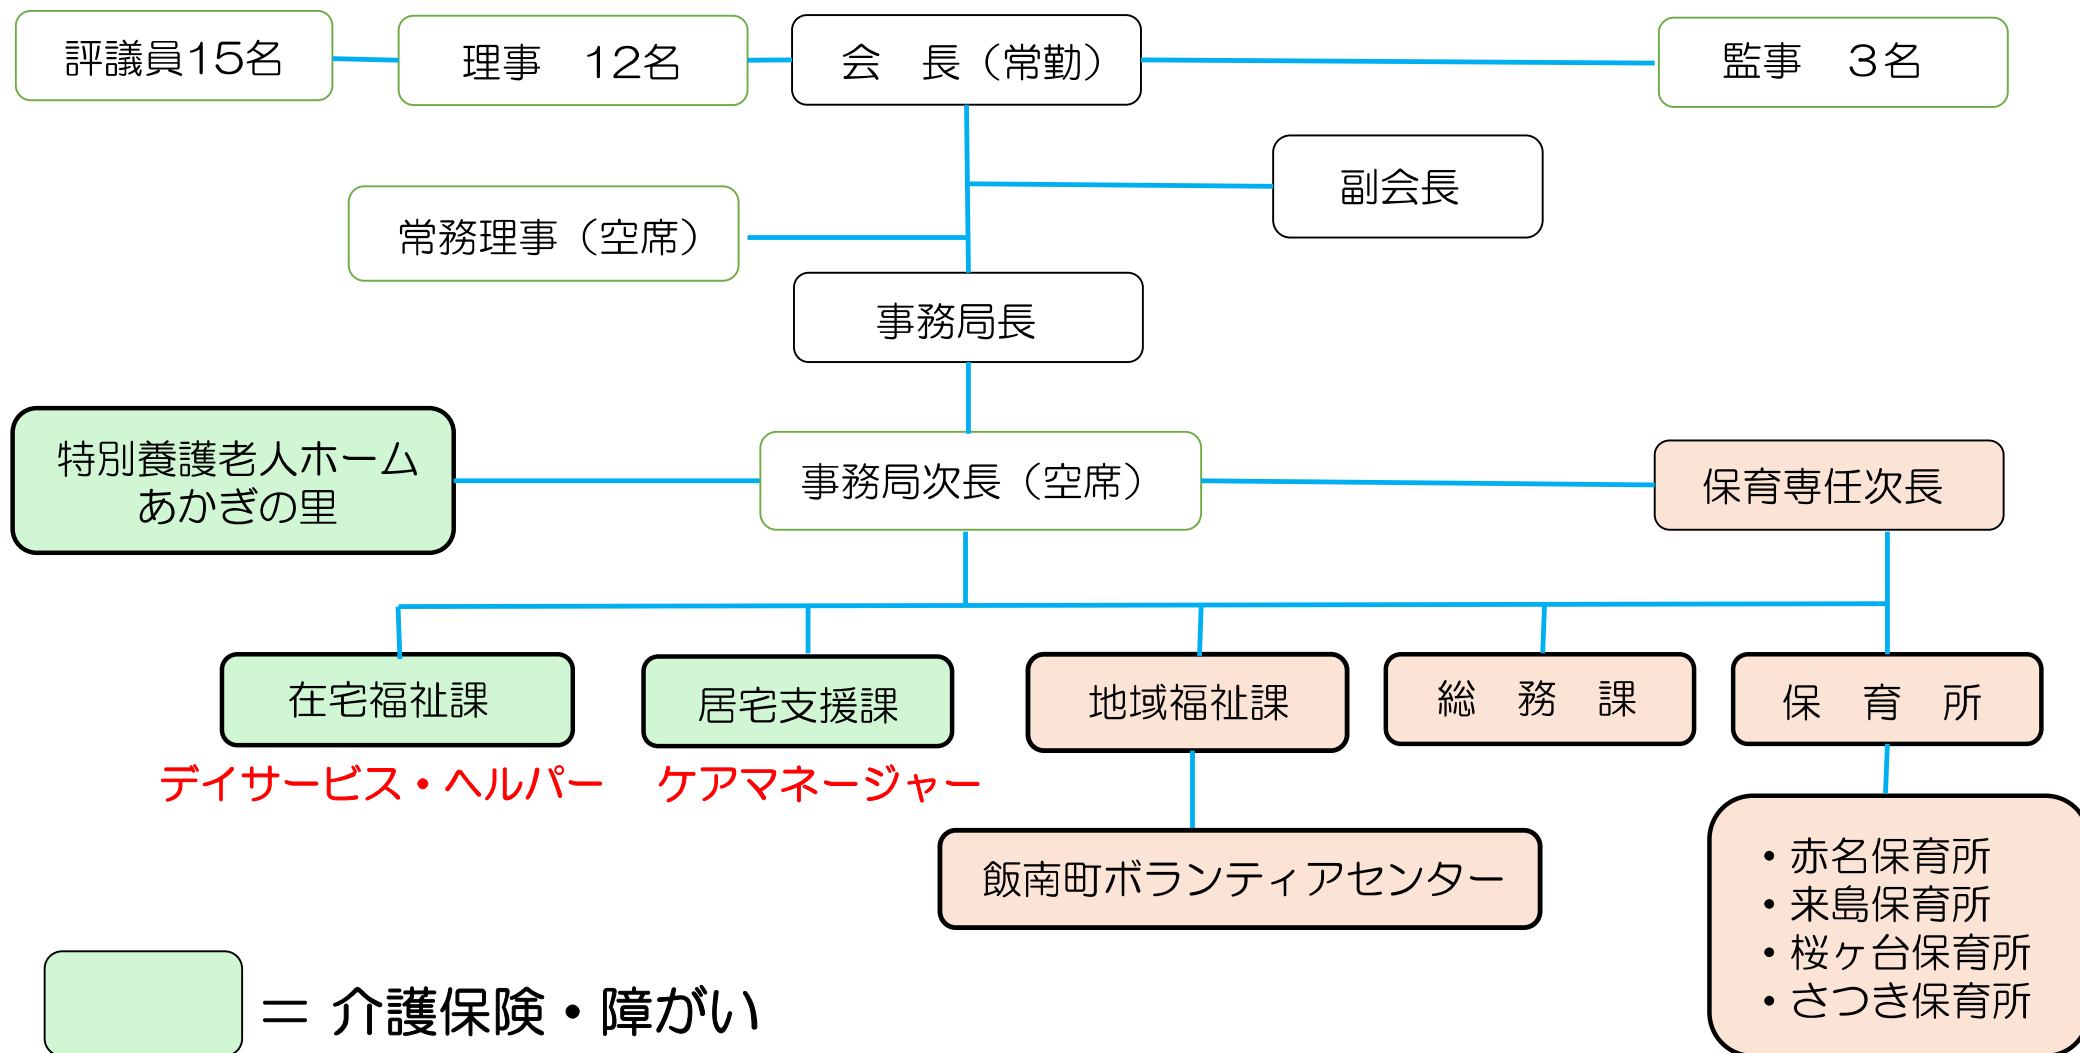 評議員15名
理事　12名
会　長（常勤）
監事　３名
副会長
常務理事（空席）
事務局長
特別養護老人ホーム
あかぎの里
事務局次長（空席）
保育専任次長
在宅福祉課
居宅支援課
地域福祉課
総　務　課
保　育　所
デイサービス・ヘルパー
ケアマネージャー
飯南町ボランティアセンター
・赤名保育所
・来島保育所
・桜ヶ台保育所
・さつき保育所
＝ 介護保険・障がい